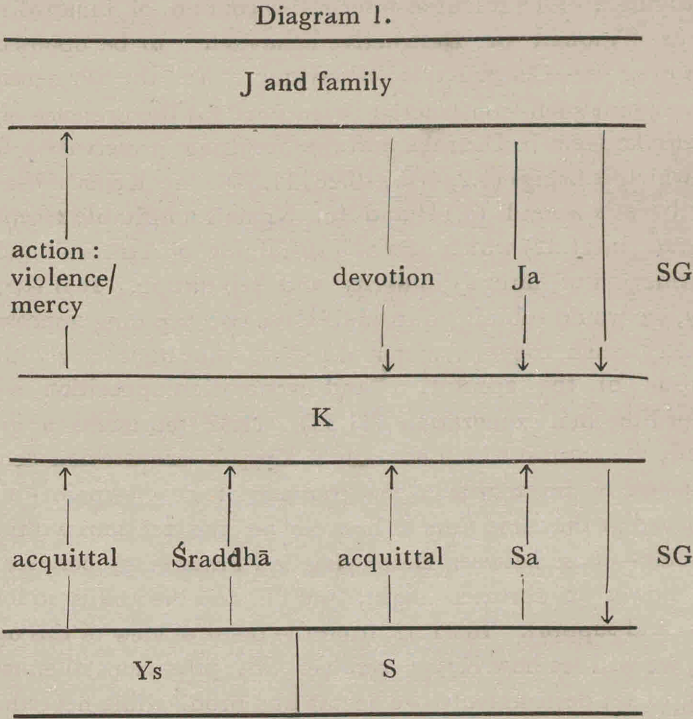 Diagram 1.
J and family
action :
violence/
mercy
devotion Ja SG
K
acquittal Śraddhā acquittal Sa SG
Ys S